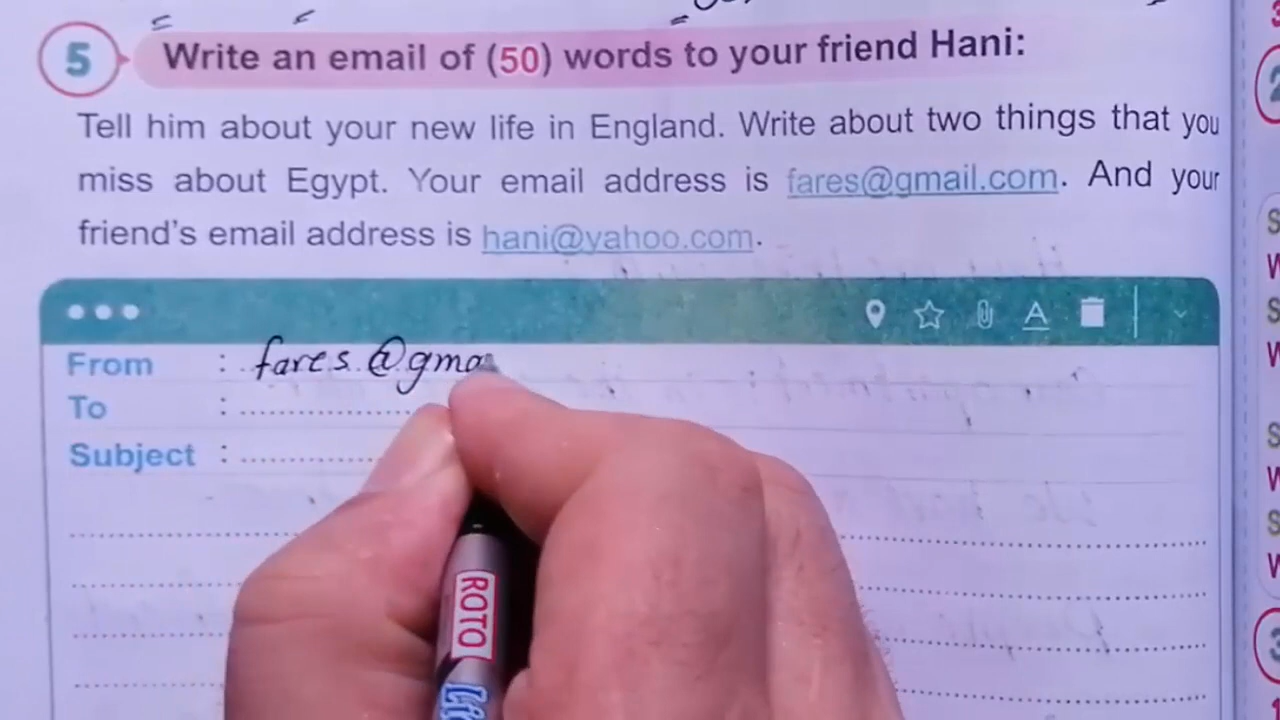 5 Write an email of (50) words to your friend Hani:
Tell him about your new life in England. Write about two things that you
miss about Egypt. Your email address is fares@gmail.com. And your
friend's email address is hani@yahoo.com.
A
From : fares@gma
To :
Subject :
ROTO